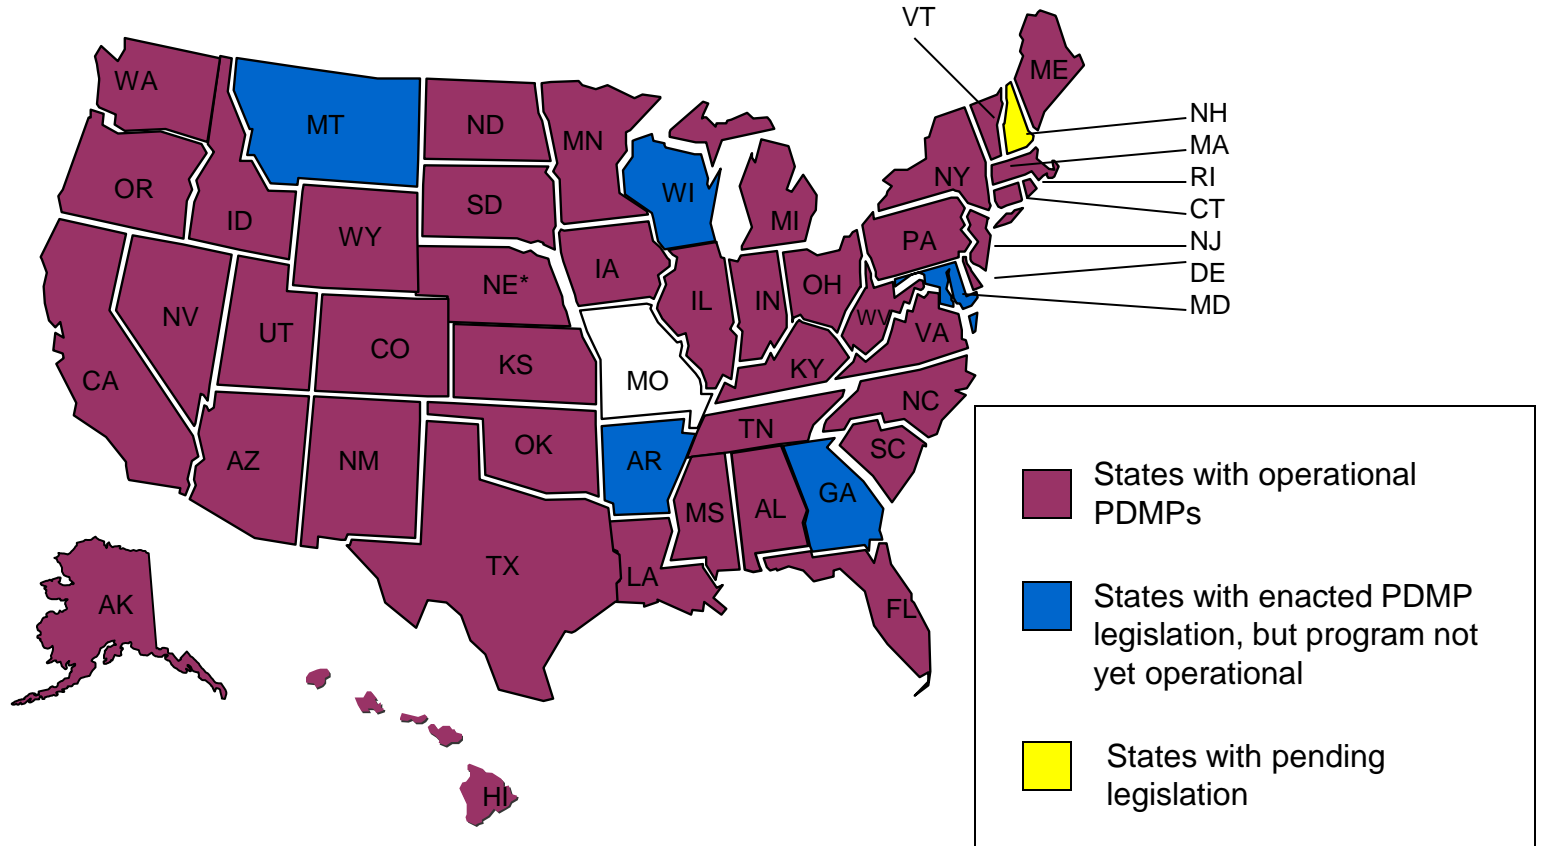 VT
ME
WA
MT
ND
MN
NH
MA
RI
CT
NJ
DE
MD
OR
ID
WY
SD
WI
MI
NY
PA
NE*
IA
IL
IN
OH
WV
VA
NV
UT
CO
KS
MO
KY
CA
NC
TN
SC
AZ
NM
OK
AR
GA
MS
AL
TX
LA
FL
AK
HI
States with operational
PDMPs
States with enacted PDMP
legislation, but program not
yet operational
States with pending
legislation